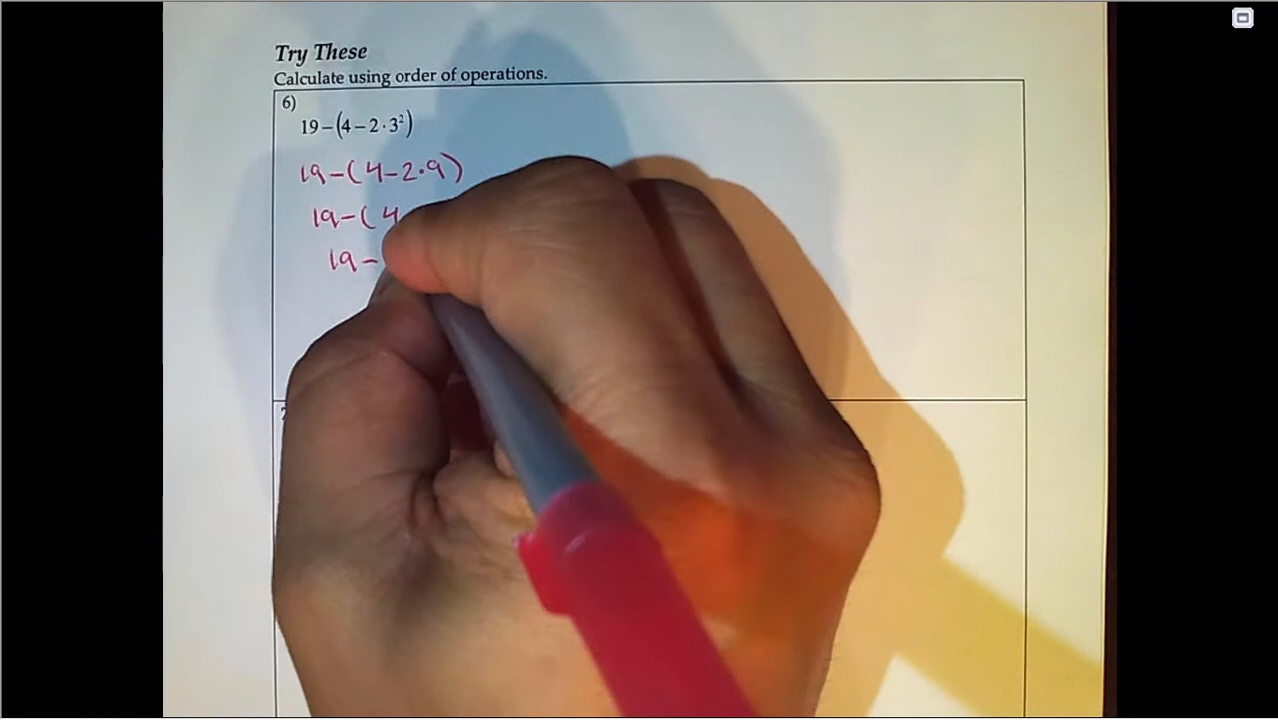 Try These
Calculate using order of operations.
6)
19–(4–2·3²)
19–(4–2·9)
19–(4
19–